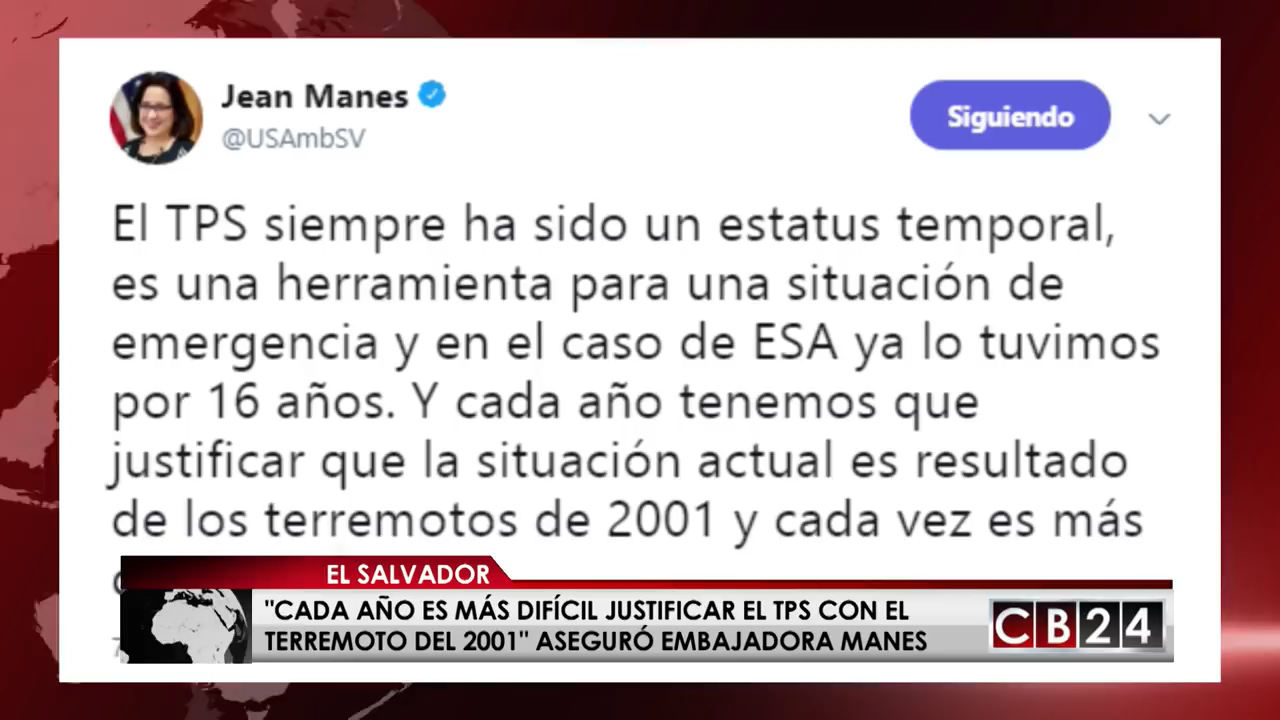 Jean Manes
@USAmbSV
Siguiendo
El TPS siempre ha sido un estatus temporal,
es una herramienta para una situación de
emergencia y en el caso de ESA ya lo tuvimos
por 16 años. Y cada año tenemos que
justificar que la situación actual es resultado
de los terremotos de 2001 y cada vez es más
EL SALVADOR
"CADA AÑO ES MÁS DIFÍCIL JUSTIFICAR EL TPS CON EL
TERREMOTO DEL 2001" ASEGURÓ EMBAJADORA MANES
CB24